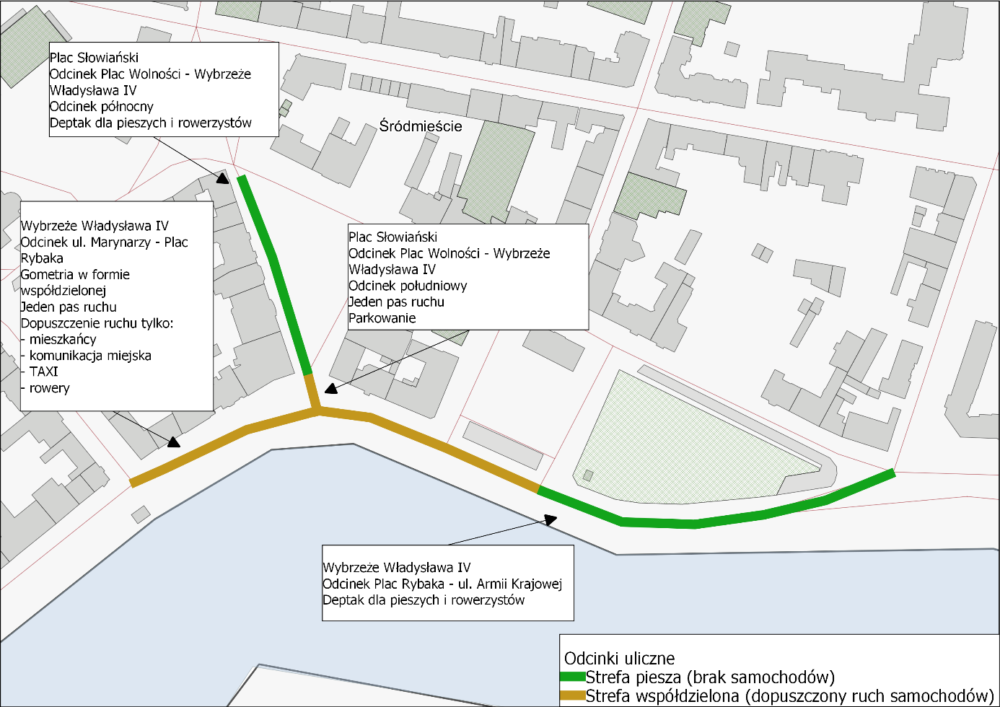 Plac Słowiański
Odcinek Plac Wolności - Wybrzeże
Władysława IV
Odcinek północny
Deptak dla pieszych i rowerzystów
Śródmieście
Wybrzeże Władysława IV
Odcinek ul. Marynarzy - Plac
Rybaka
Gometria w formie
współdzielonej
Jeden pas ruchu
Dopuszczenie ruchu tylko:
- mieszkańcy
- komunikacja miejska
- TAXI
- rowery
Plac Słowiański
Odcinek Plac Wolności - Wybrzeże
Władysława IV
Odcinek południowy
Jeden pas ruchu
Parkowanie
Wybrzeże Władysława IV
Odcinek Plac Rybaka - ul. Armii Krajowej
Deptak dla pieszych i rowerzystów
Odcinki uliczne
Strefa piesza (brak samochodów)
Strefa współdzielona (dopuszczony ruch samochodów)